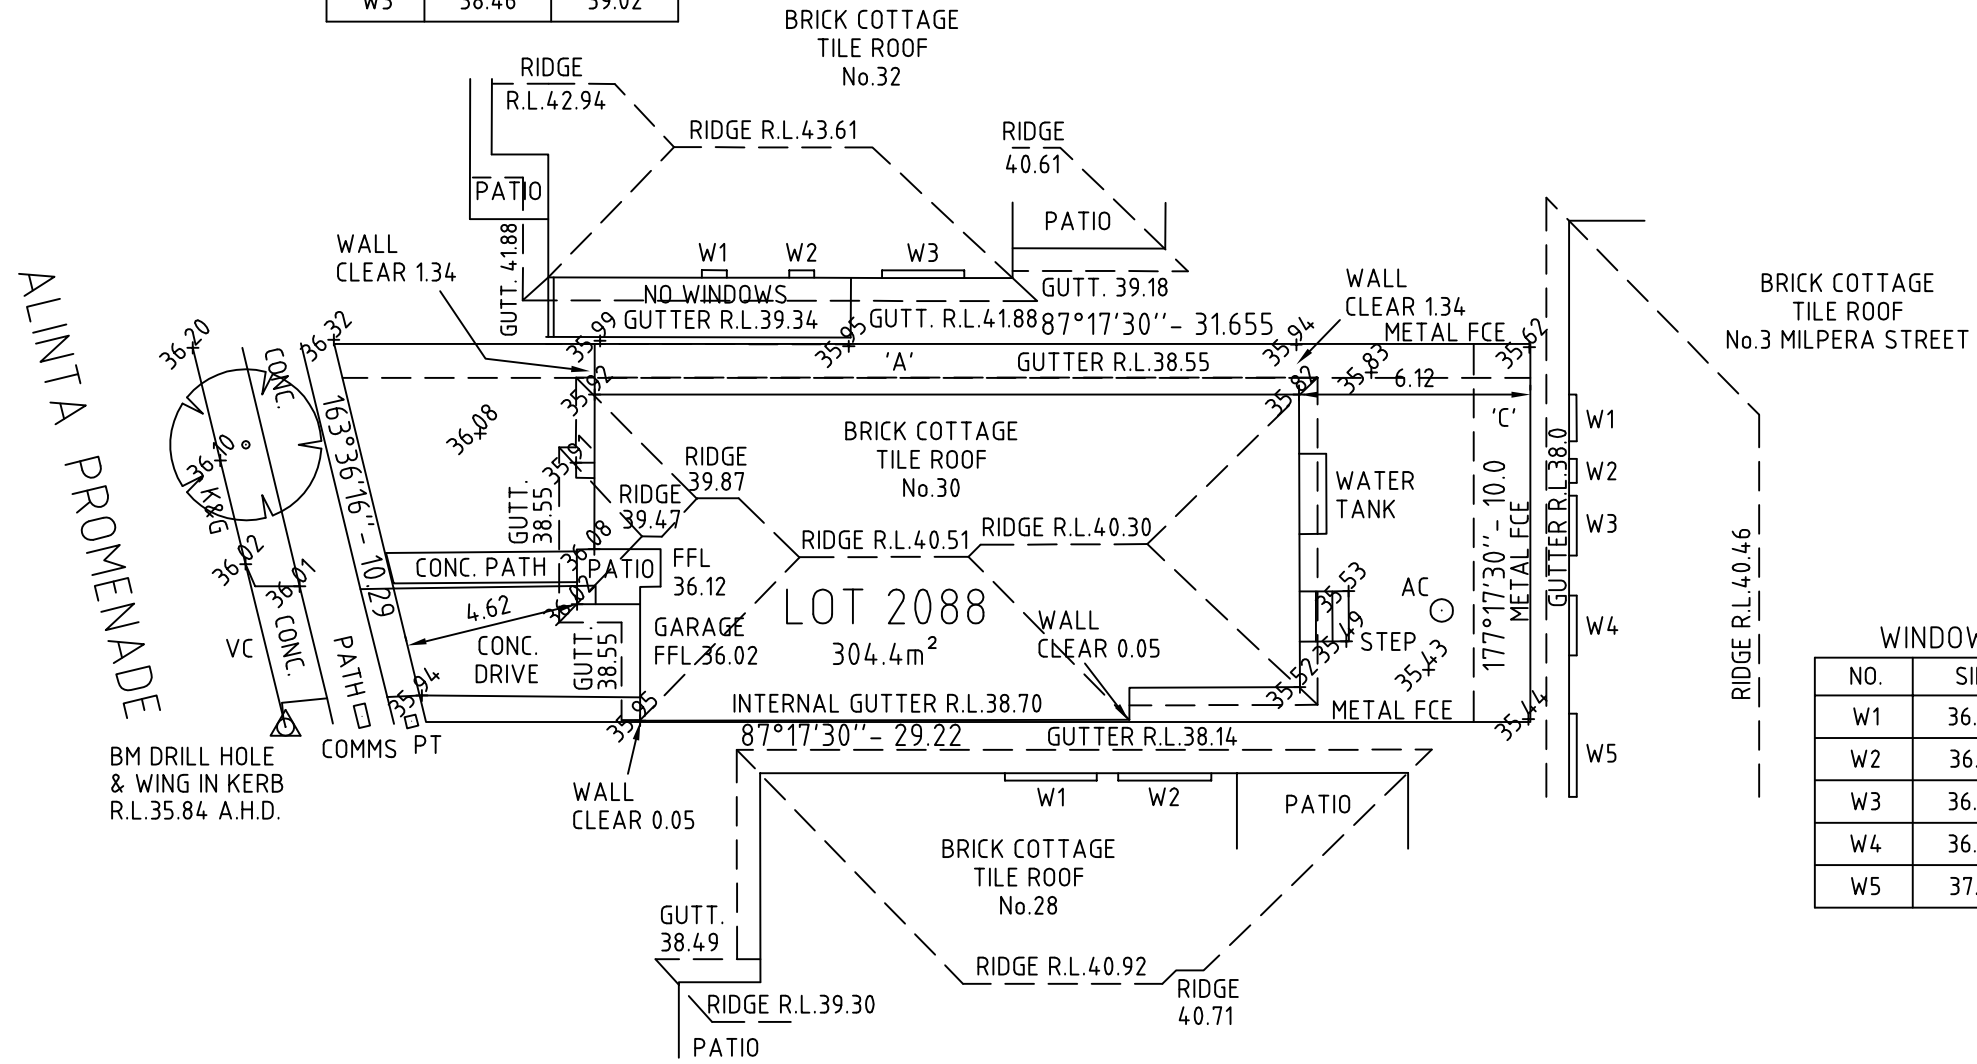 W3 38.46 39.02
BRICK COTTAGE
TILE ROOF
No.32
RIDGE
R.L.42.94
RIDGE R.L.43.61
RIDGE
40.61
PATIO
PATIO
GUTT. 41.88
W1
W2
W3
WALL
CLEAR 1.34
NO WINDOWS
GUTTER R.L.39.34
GUTT. R.L.41.88
GUTT. 39.18
87°17'30''- 31.655
WALL
CLEAR 1.34
METAL FCE
BRICK COTTAGE
TILE ROOF
No.3 MILPERA STREET
ALINTA PROMENADE
36.20
36.32
35.99
35.95
35.94
35.83
35.62
'A'
GUTTER R.L.38.55
6.12
'C'
CONC.
35.92
35.82
36.08
36.10
K&G
163°36'16'' - 10.29
35.91
BRICK COTTAGE
TILE ROOF
No.30
RIDGE
39.87
RIDGE
39.47
GUTT.
38.55
WATER
TANK
W1
W2
W3
W4
W5
GUTTER R.L.38.0
METAL FCE
177°17'30'' - 10.0
RIDGE R.L.40.46
RIDGE R.L.40.51
RIDGE R.L.40.30
36.08
36.02
36.01
CONC. PATH
PATIO
FFL
36.12
36.02
LOT 2088
304.4m²
35.53
35.49
AC
STEP
35.43
4.62
CONC.
DRIVE
GUTT.
38.55
GARAGE
FFL 36.02
WALL
CLEAR 0.05
VC
CONC.
PATH
35.94
35.95
INTERNAL GUTTER R.L.38.70
35.52
METAL FCE
35.44
87°17'30''- 29.22
GUTTER R.L.38.14
COMMS
PT
BM DRILL HOLE
& WING IN KERB
R.L.35.84 A.H.D.
WALL
CLEAR 0.05
W1
W2
PATIO
BRICK COTTAGE
TILE ROOF
No.28
GUTT.
38.49
RIDGE R.L.40.92
RIDGE
40.71
RIDGE R.L.39.30
PATIO
WINDOW
NO. SI
W1 36.
W2 36.
W3 36.
W4 36.
W5 37.